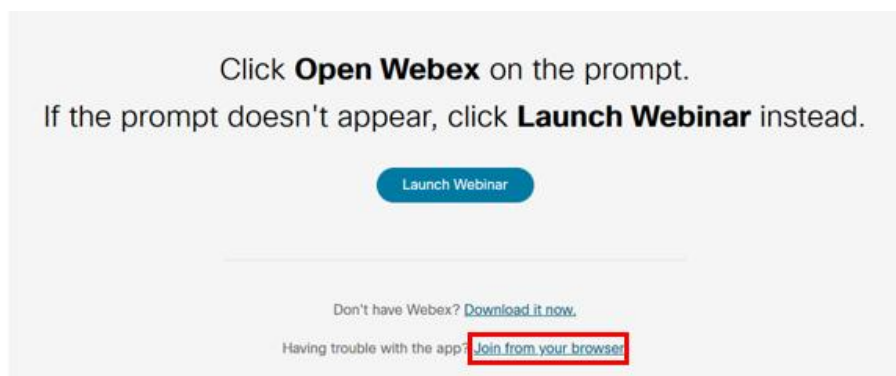 Click Open Webex on the prompt.
If the prompt doesn't appear, click Launch Webinar instead.
Launch Webinar
Don't have Webex? Download it now.
Having trouble with the app? Join from your browser